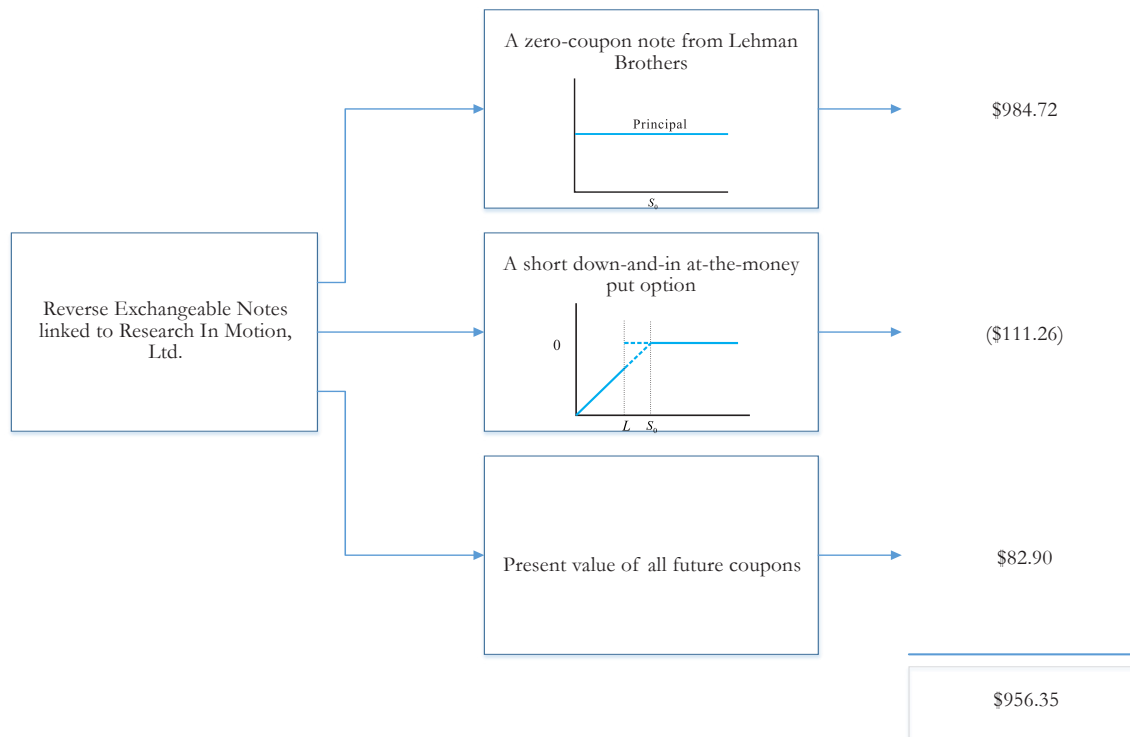 A zero-coupon note from Lehman
Brothers
Principal
S₀
$984.72
Reverse Exchangeable Notes
linked to Research In Motion,
Ltd.
A short down-and-in at-the-money
put option
0
L S₀
($111.26)
Present value of all future coupons
$82.90
$956.35